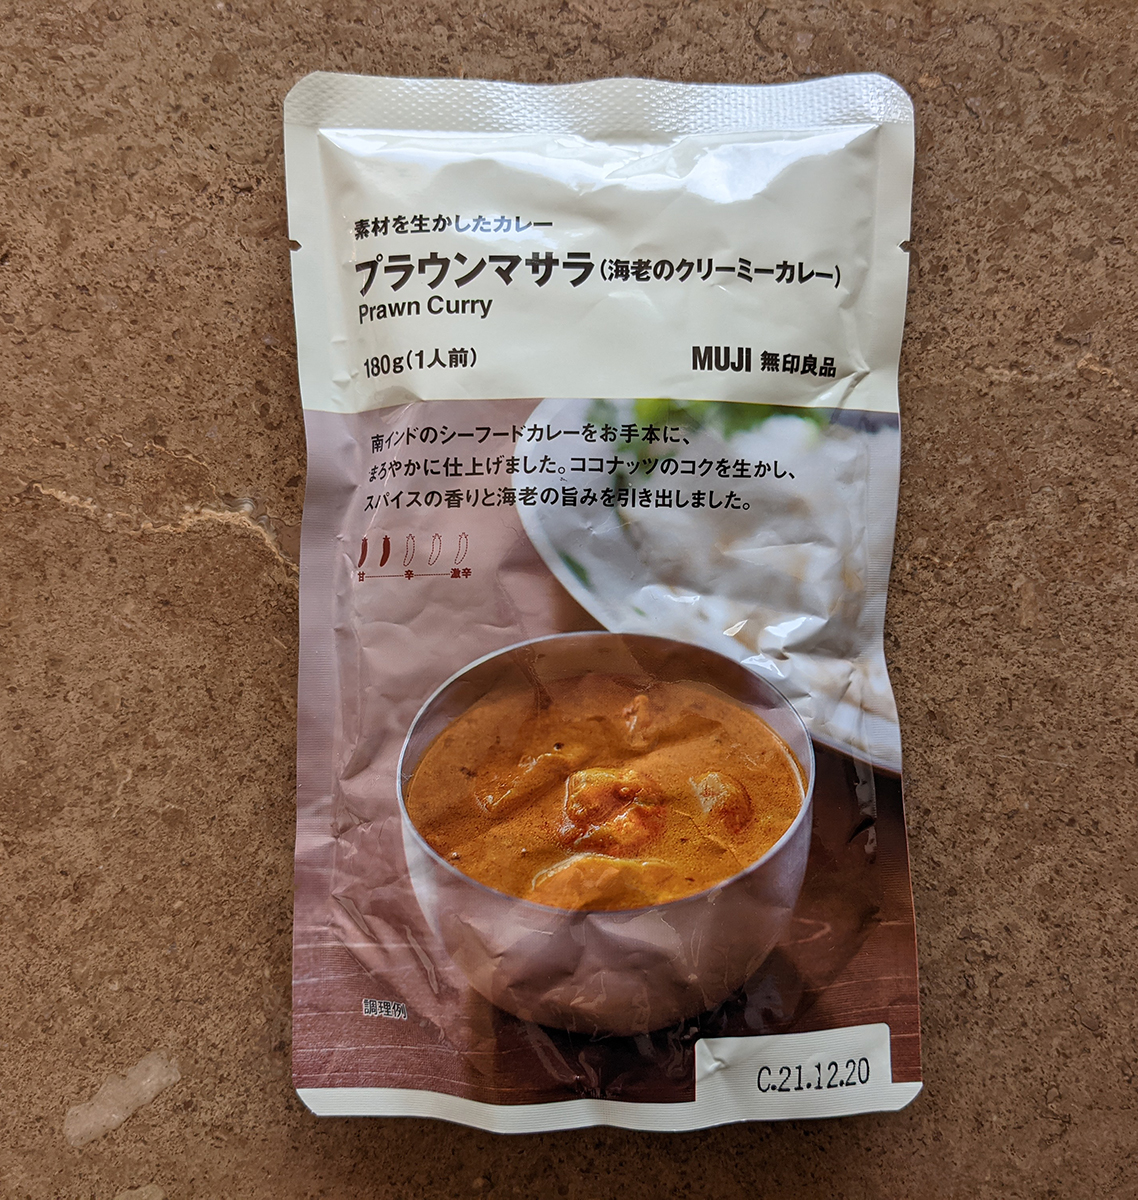 素材を生かしたカレー
プラウンマサラ(海老のクリーミーカレー)
Prawn Curry
180g(1人前)
MUJI 無印良品
南インドのシーフードカレーをお手本に、
まろやかに仕上げました。ココナッツのコクを生かし、
スパイスの香りと海老の旨みを引き出しました。
甘 辛 激辛
調理例
C.21.12.20